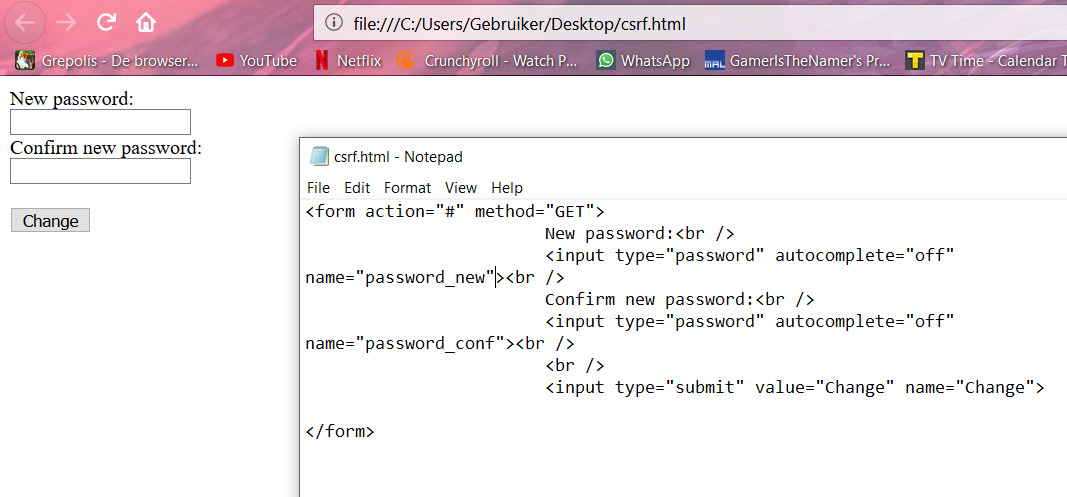 file:///C:/Users/Gebruiker/Desktop/csrf.html
Grepolis - De browser... YouTube Netflix Crunchyroll - Watch P... WhatsApp MAL GamerIsTheNamer's Pr... T TV Time - Calendar T
New password:
Confirm new password:
Change
csrf.html - Notepad
File Edit Format View Help
<form action="#" method="GET">
New password:<br />
<input type="password" autocomplete="off"
name="password_new"><br />
Confirm new password:<br />
<input type="password" autocomplete="off"
name="password_conf"><br />
<br />
<input type="submit" value="Change" name="Change">
</form>